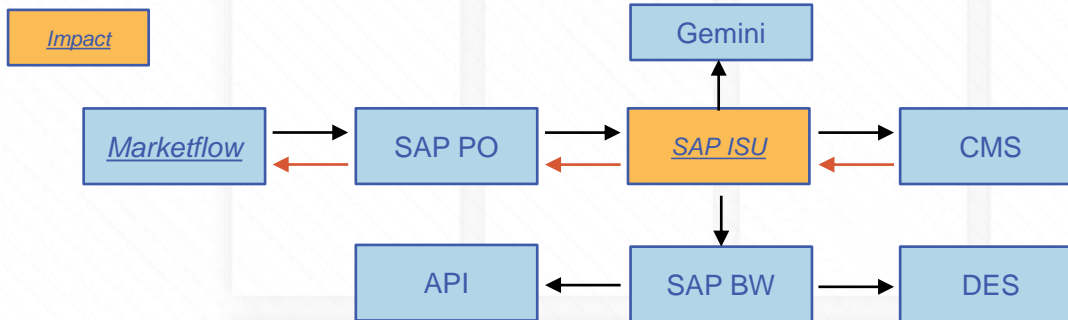 Impact
Gemini
Marketflow
SAP PO
SAP ISU
CMS
API
SAP BW
DES